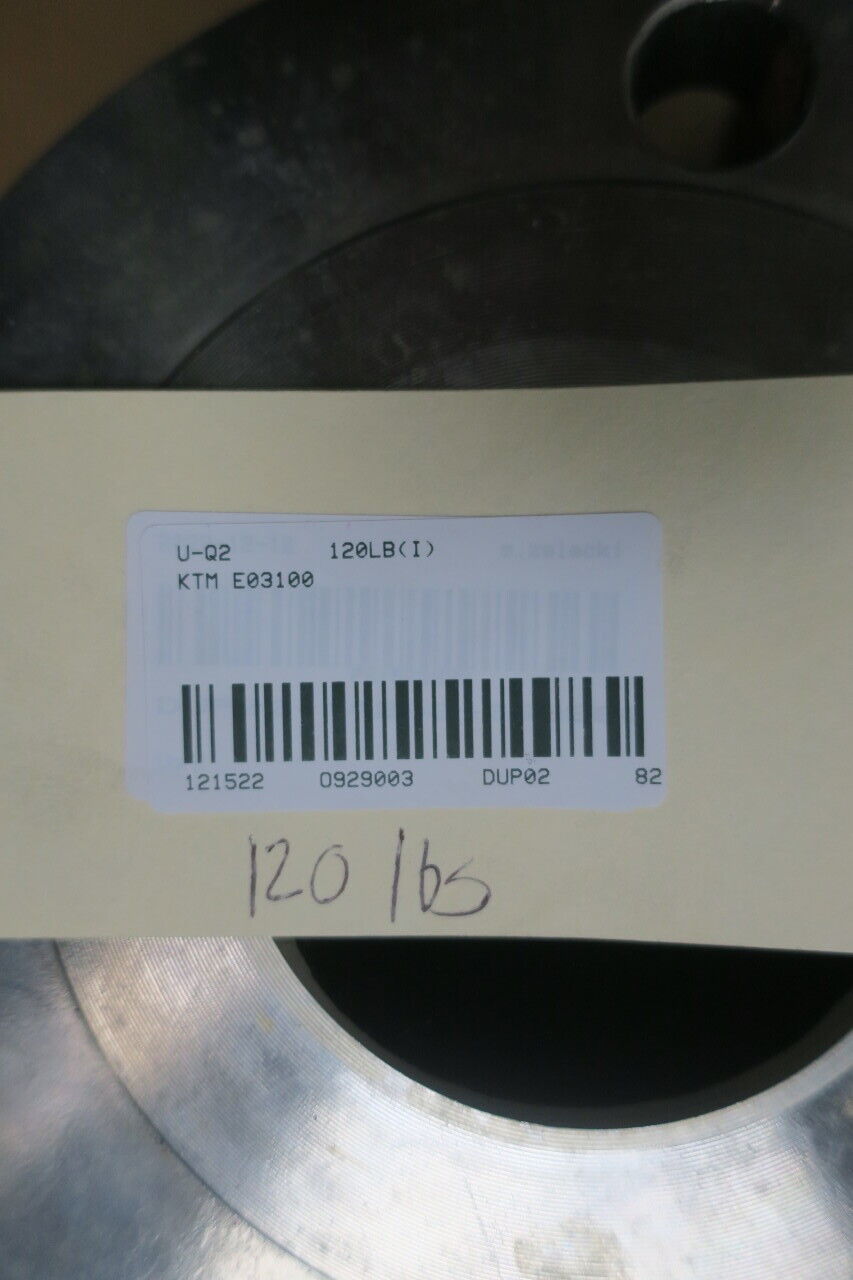 U-Q2 120LB(I)
KTM E03100
121522 0929003 DUP02 82
120 lbs